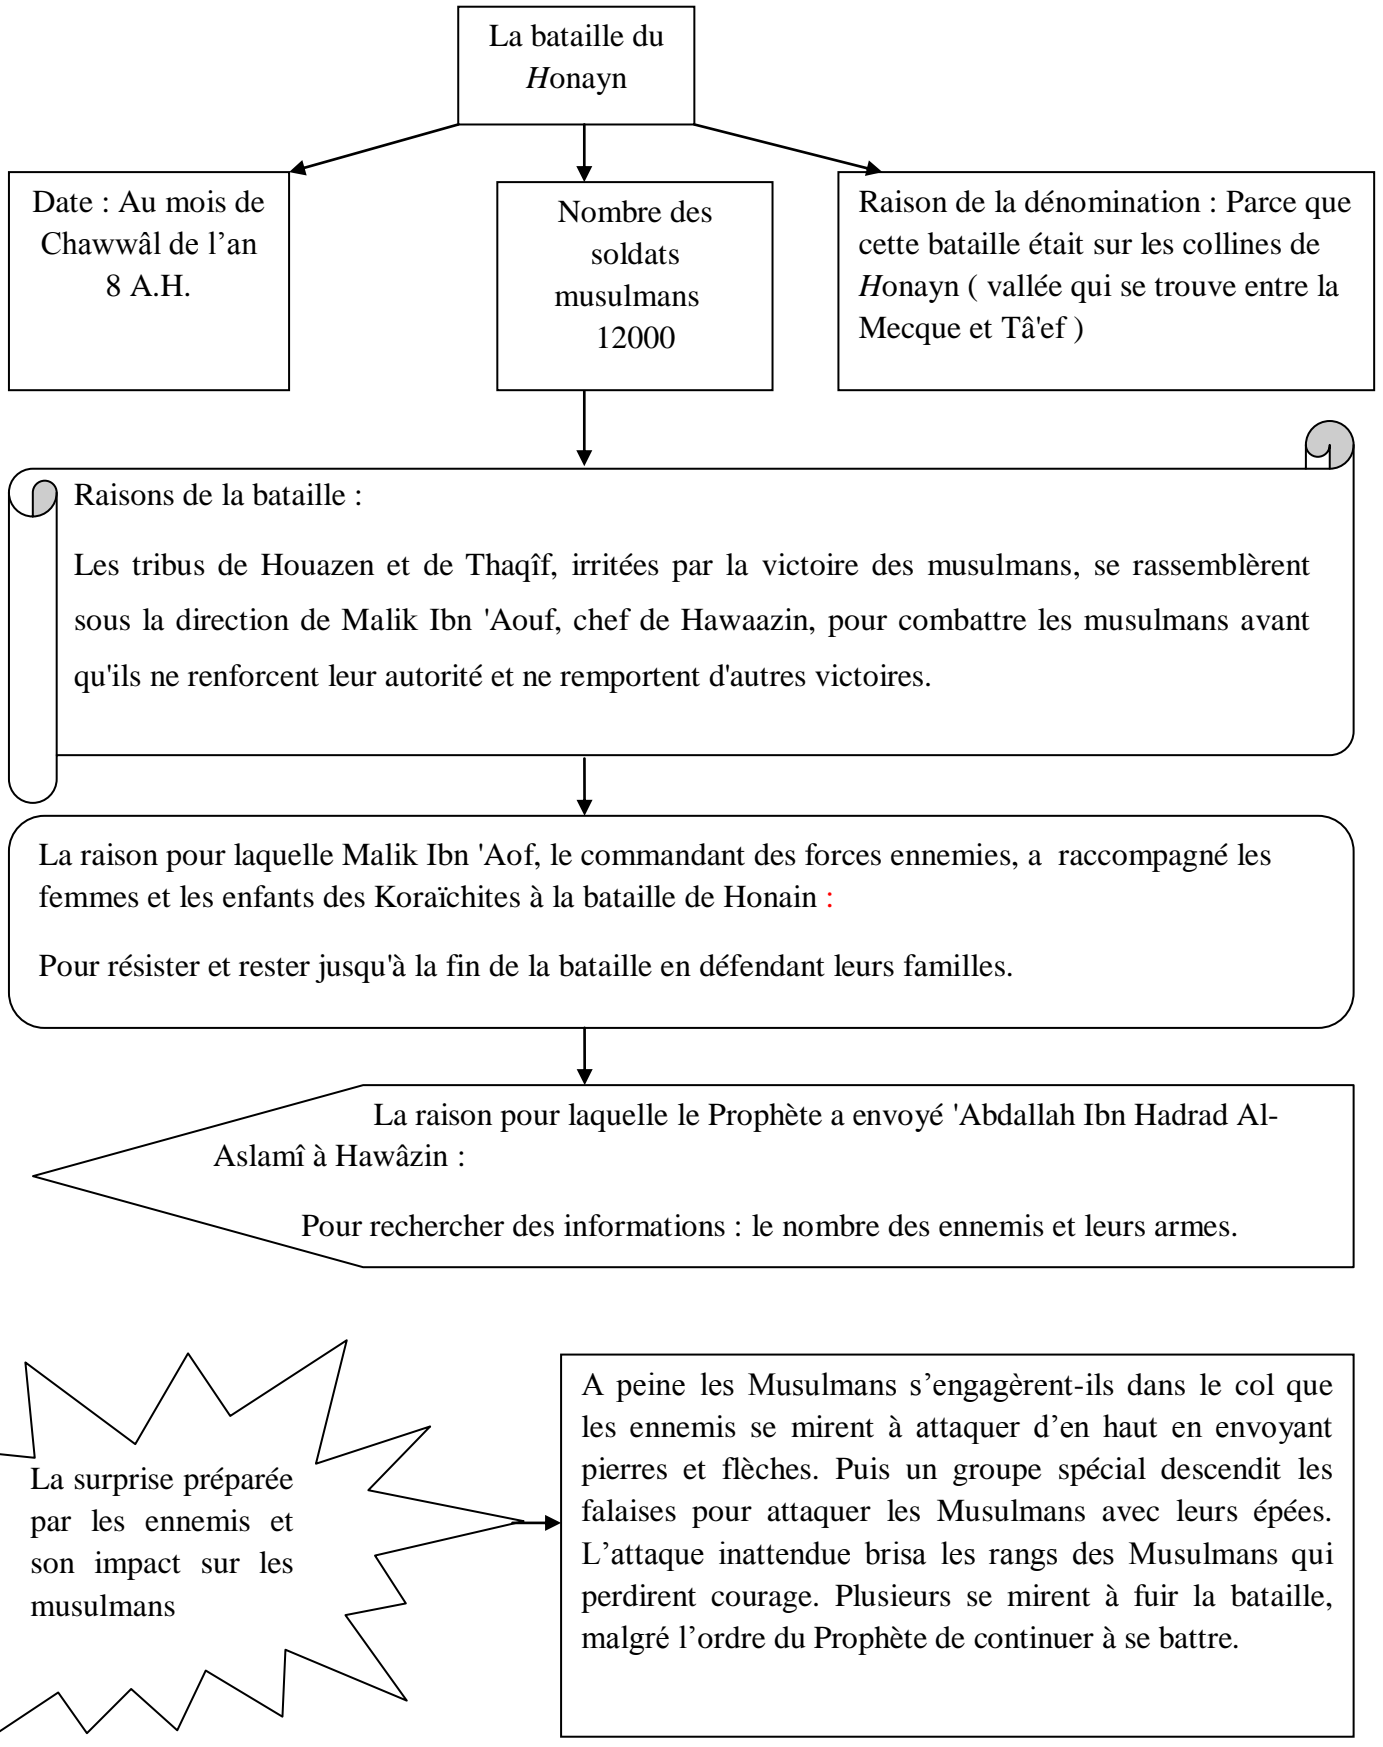 La bataille du
Honayn
Date : Au mois de
Chawwâl de l’an
8 A.H.
Nombre des
soldats
musulmans
12000
Raison de la dénomination : Parce que
cette bataille était sur les collines de
Honayn ( vallée qui se trouve entre la
Mecque et Tâ'ef )
Raisons de la bataille :
Les tribus de Houazen et de Thaqîf, irritées par la victoire des musulmans, se rassemblèrent
sous la direction de Malik Ibn 'Aouf, chef de Hawaazin, pour combattre les musulmans avant
qu'ils ne renforcent leur autorité et ne remportent d'autres victoires.
La raison pour laquelle Malik Ibn 'Aof, le commandant des forces ennemies, a  raccompagné les
femmes et les enfants des Koraïchites à la bataille de Honain :
Pour résister et rester jusqu'à la fin de la bataille en défendant leurs familles.
La raison pour laquelle le Prophète a envoyé 'Abdallah Ibn Hadrad Al-
Aslamî à Hawâzin :
Pour rechercher des informations : le nombre des ennemis et leurs armes.
La surprise préparée
par les ennemis et
son impact sur les
musulmans
A peine les Musulmans s’engagèrent-ils dans le col que
les ennemis se mirent à attaquer d’en haut en envoyant
pierres et flèches. Puis un groupe spécial descendit les
falaises pour attaquer les Musulmans avec leurs épées.
L’attaque inattendue brisa les rangs des Musulmans qui
perdirent courage. Plusieurs se mirent à fuir la bataille,
malgré l’ordre du Prophète de continuer à se battre.